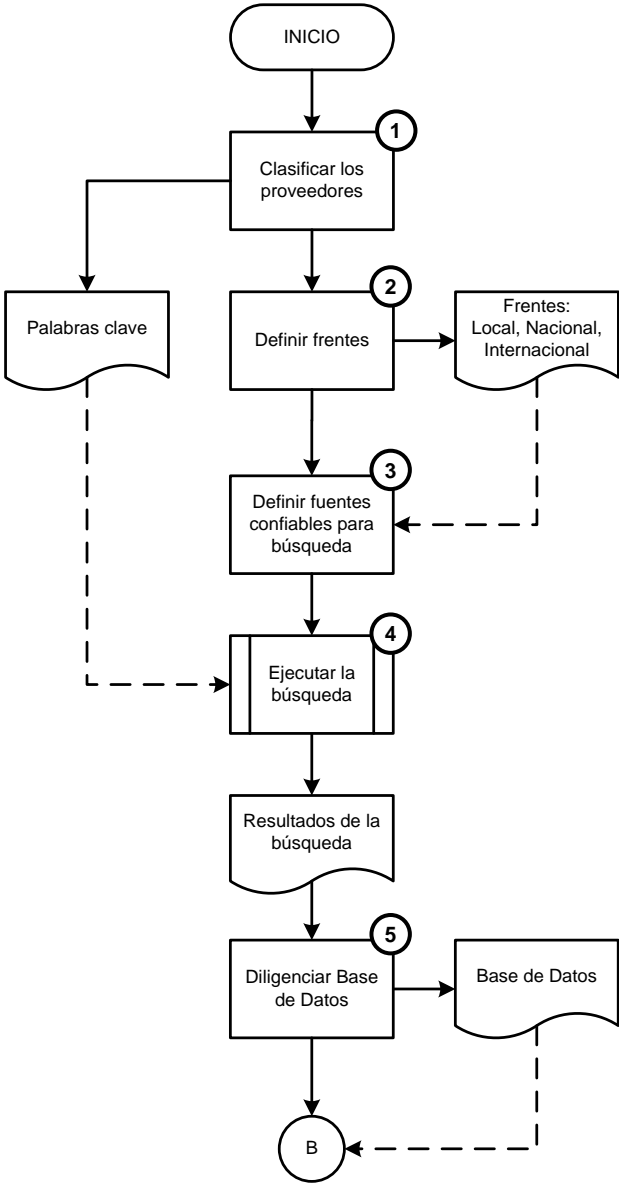 INICIO
1
Clasificar los
proveedores
Palabras clave
2
Definir frentes
Frentes:
Local, Nacional,
Internacional
3
Definir fuentes
confiables para
búsqueda
4
Ejecutar la
búsqueda
Resultados de la
búsqueda
5
Diligenciar Base
de Datos
Base de Datos
B